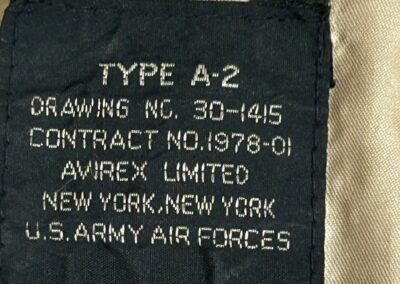 TYPE A-2
DRAWING NO. 30-1415
CONTRACT NO.1978-01
AVIREX LIMITED
NEW YORK.NEW YORK
U.S.ARMY AIR FORCES